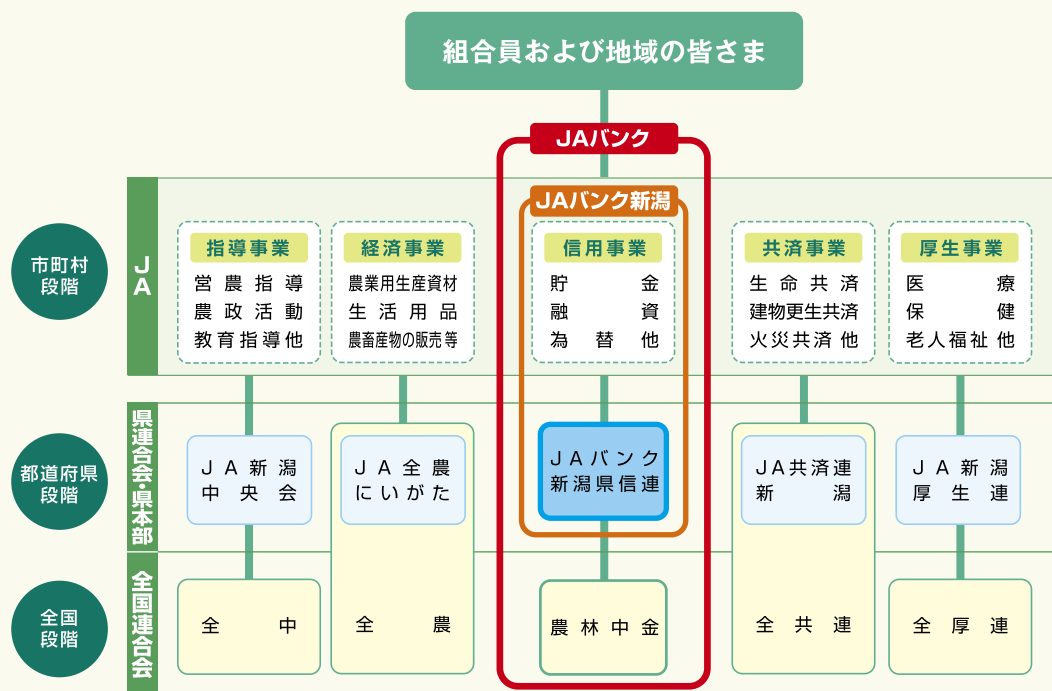 組合員および地域の皆さま
JAバンク
JAバンク新潟
市町村
段階
JA
指導事業
営農指導
農政活動
教育指導他
経済事業
農業用生産資材
生活用品
農畜産物の販売等
信用事業
貯金
融資
為替他
共済事業
生命共済
建物更生共済
火災共済他
厚生事業
医療
保健
老人福祉他
都道府県
段階
県連合会・県本部
JA新潟
中央会
JA全農
にいがた
JAバンク
新潟県信連
JA共済連
新潟
JA新潟
厚生連
全国
段階
全国連合会
全中
全農
農林中金
全共連
全厚連